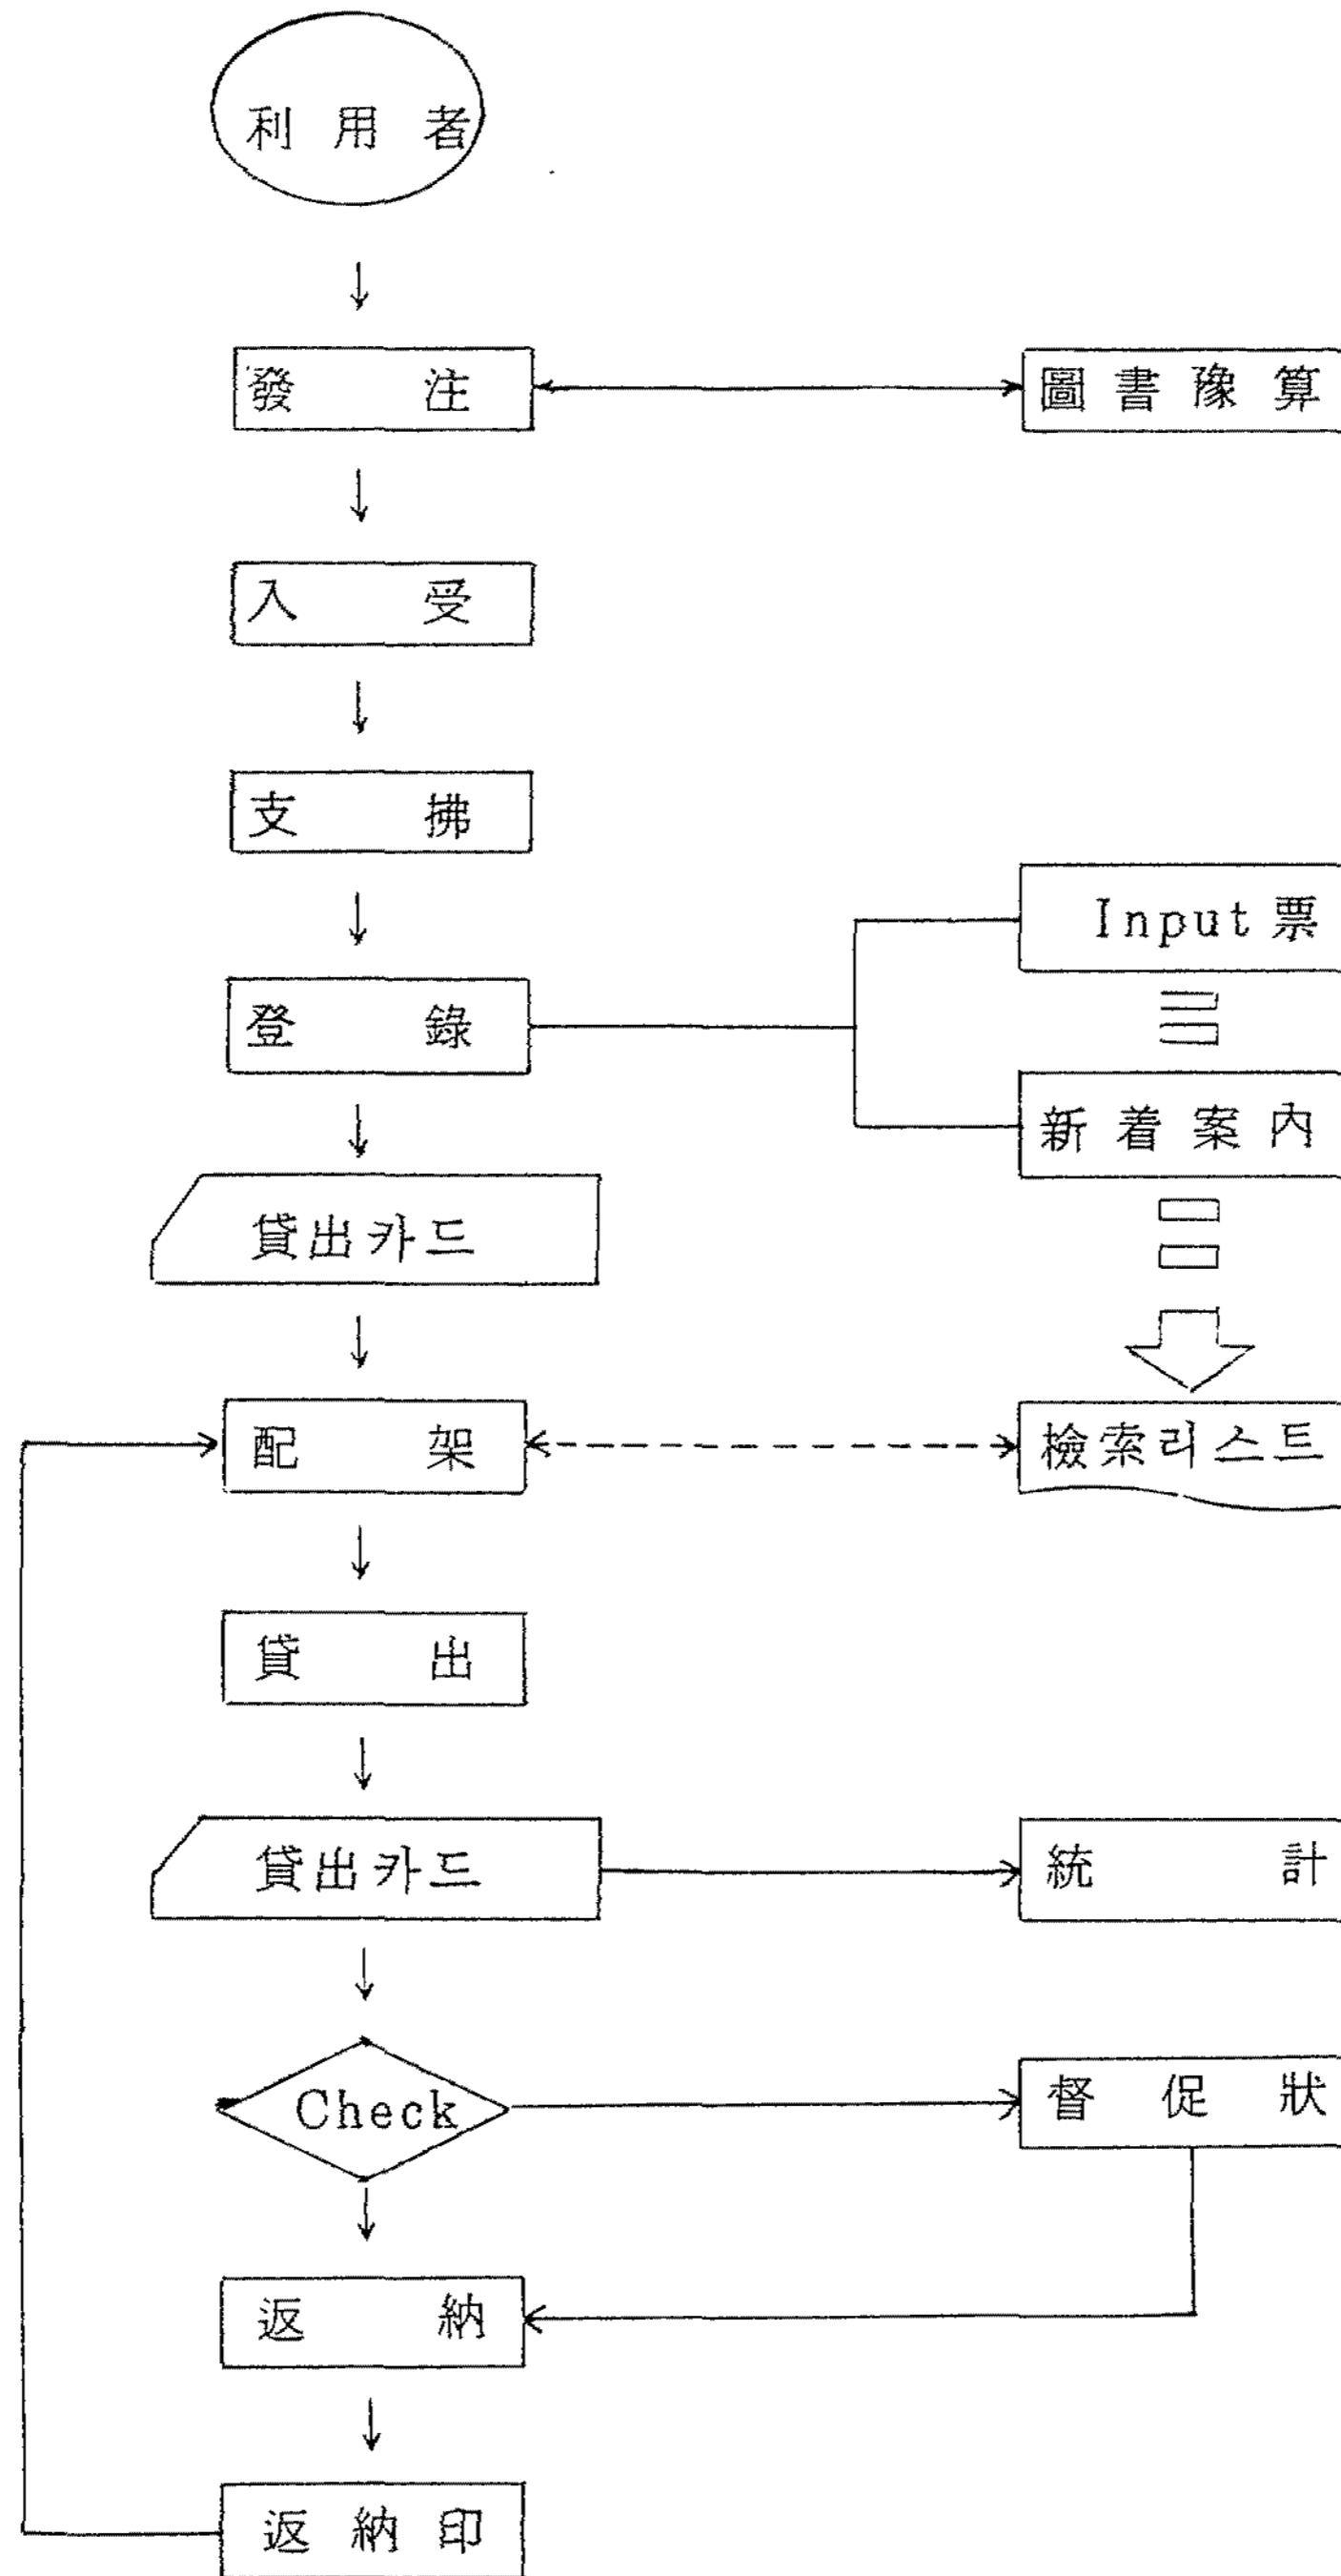 利用者
發注
圖書豫算
入受
支拂
Input票
登錄
新着案內
貸出카드
配架
檢索리스트
貸出
貸出카드
統計
Check
督促狀
返納
返納印